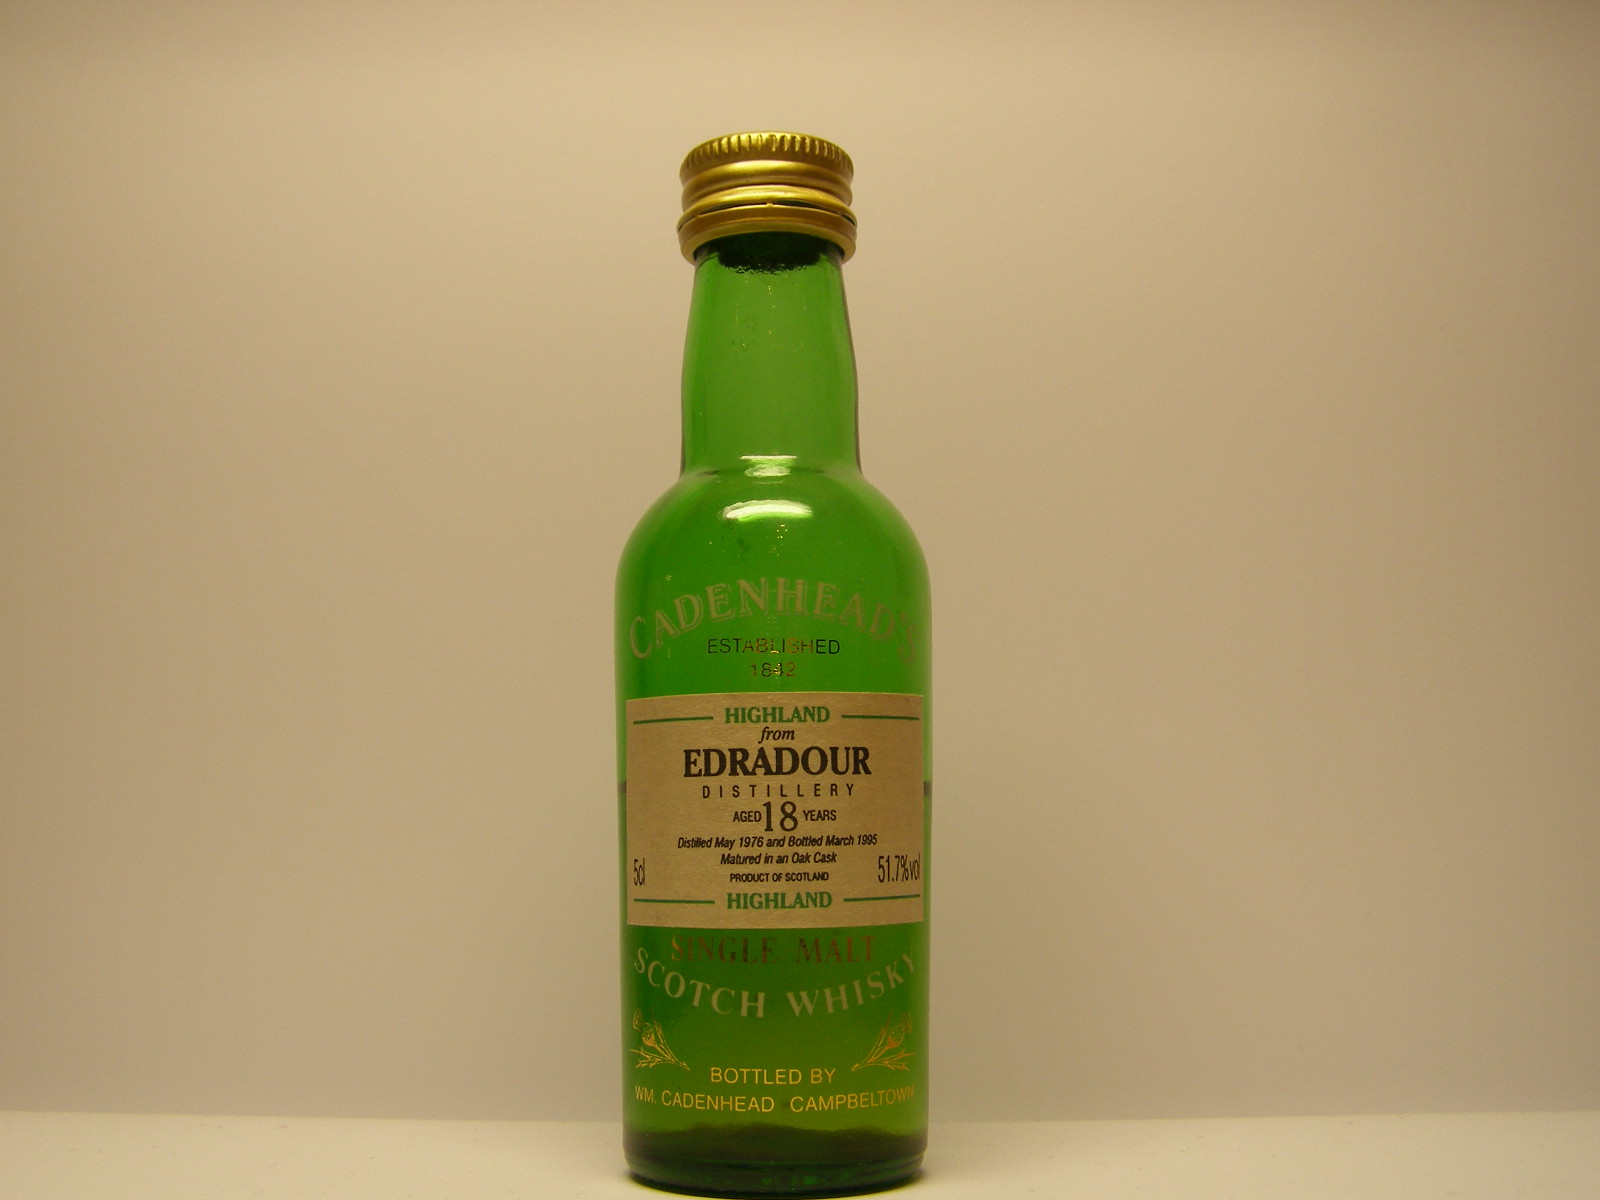 CADENHEAD'S
ESTABLISHED
1842
HIGHLAND
from
EDRADOUR
DISTILLERY
AGED 18 YEARS
Distilled May 1976 and Bottled March 1995
Matured in an Oak Cask
5cl PRODUCT OF SCOTLAND 51.7%vol
HIGHLAND
SINGLE MALT
SCOTCH WHISKY
BOTTLED BY
WM. CADENHEAD CAMPBELTOWN